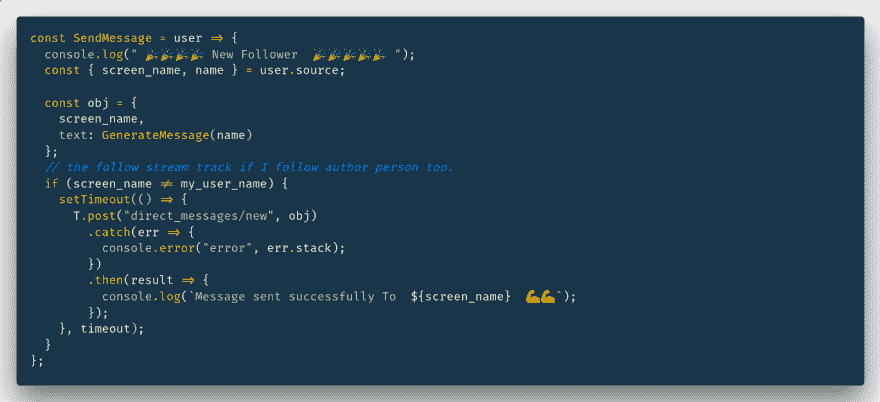 const SendMessage = user => {
  console.log(" 🎉🎉🎉🎉 New Follower  🎉🎉🎉🎉🎉 ");
  const { screen_name, name } = user.source;

  const obj = {
    screen_name,
    text: GenerateMessage(name)
  };
  // the follow stream track if I follow author person too.
  if (screen_name != my_user_name) {
    setTimeout(() => {
      T.post("direct_messages/new", obj)
        .catch(err => {
          console.error("error", err.stack);
        })
        .then(result => {
          console.log(`Message sent successfully To  ${screen_name}  💪💪`);
        });
    }, timeout);
  }
};